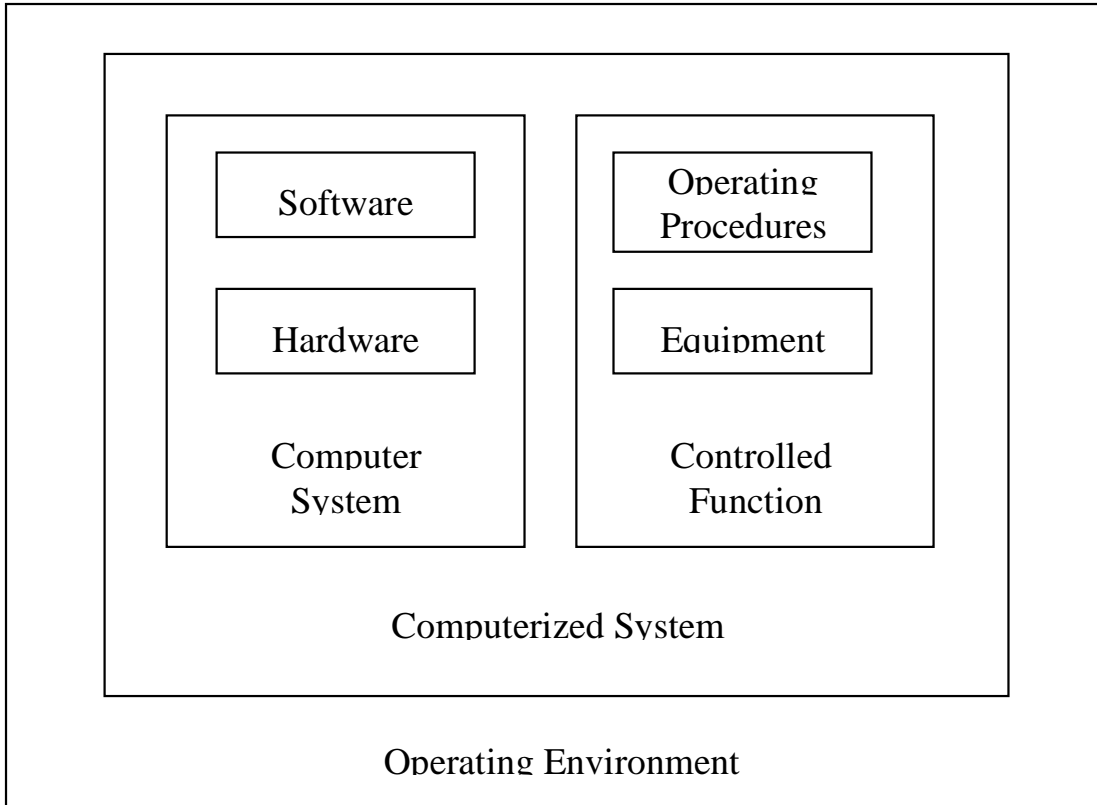 Software
Operating
Procedures
Hardware
Equipment
Computer
System
Controlled
Function
Computerized System
Operating Environment